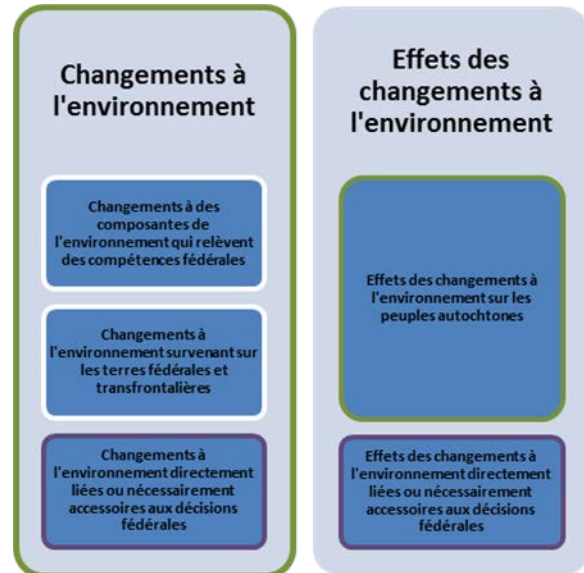 Changements à
l'environnement
Changements à des
composantes de
l'environnement qui relèvent
des compétences fédérales
Changements à
l'environnement survenant sur
les terres fédérales et
transfrontalières
Changements à
l'environnement directement
liées ou nécessairement
accessoires aux décisions
fédérales
Effets des
changements à
l'environnement
Effets des changements à
l'environnement sur les
peuples autochtones
Effets des changements à
l'environnement directement
liées ou nécessairement
accessoires aux décisions
fédérales